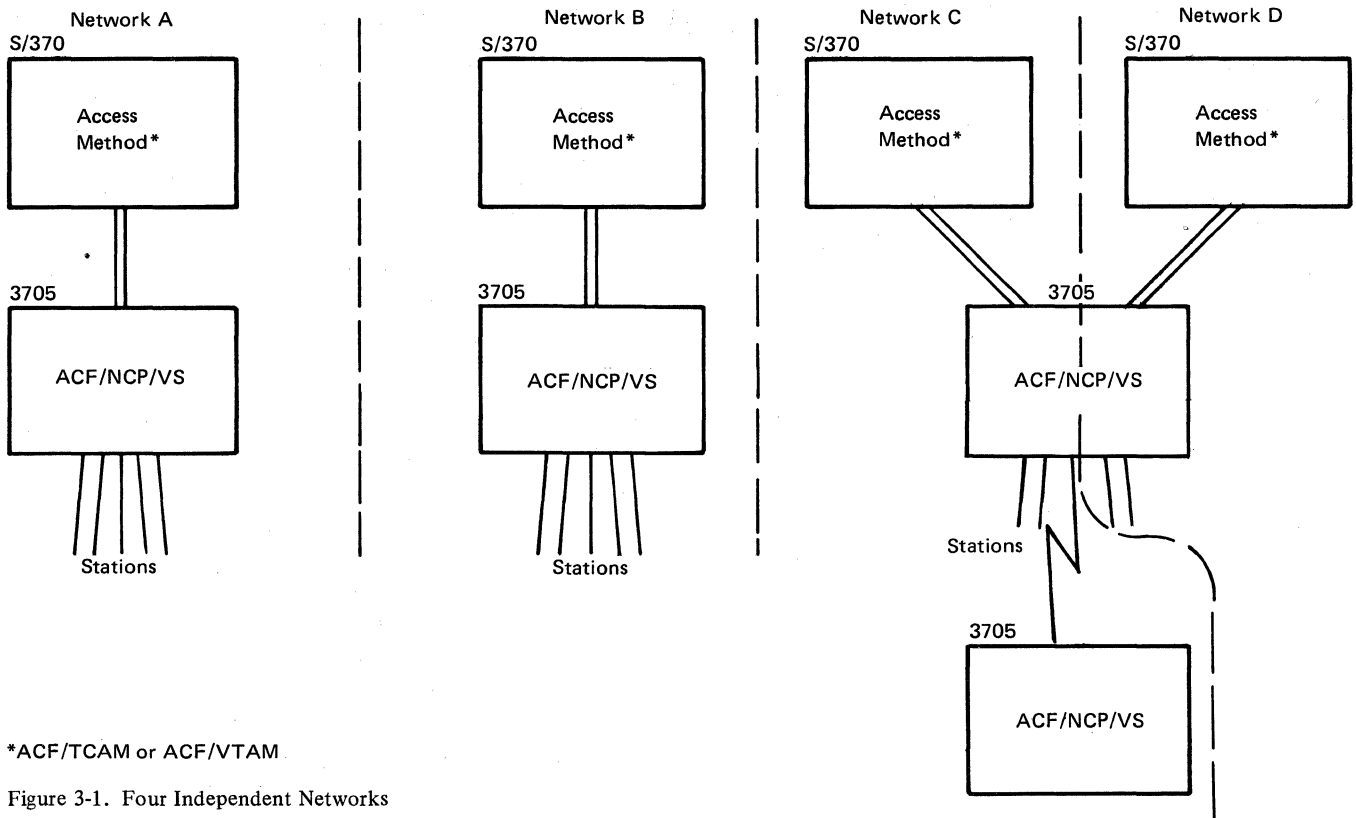 Network A
S/370
Access
Method*
3705
ACF/NCP/VS
Stations
Network B
S/370
Access
Method*
3705
ACF/NCP/VS
Stations
Network C
S/370
Access
Method*
Network D
S/370
Access
Method*
3705
ACF/NCP/VS
Stations
3705
ACF/NCP/VS
*ACF/TCAM or ACF/VTAM
Figure 3-1. Four Independent Networks